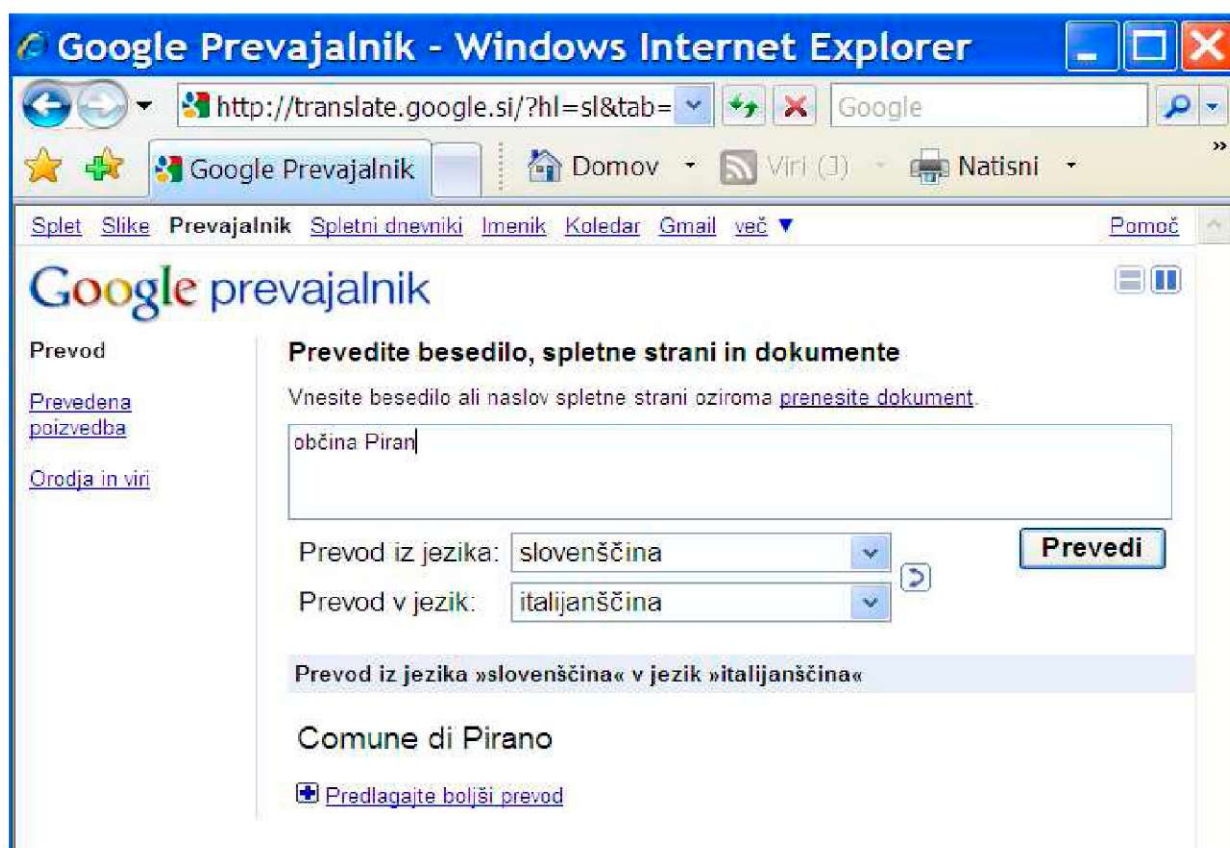 Google Prevajalnik - Windows Internet Explorer
http://translate.google.si/?hl=sl&tab=
Google
Google Prevajalnik
Domov
Viri (J)
Natisni
»
Splet Slike Prevajalnik Spletni dnevniki Imenik Koledar Gmail več ▼ Pomoč
Google prevajalnik
Prevod
Prevedena
poizvedba
Orodja in viri
Prevedite besedilo, spletne strani in dokumente
Vnesite besedilo ali naslov spletne strani oziroma prenesite dokument.
občina Piran
Prevod iz jezika: slovenščina
Prevedi
Prevod v jezik: italijanščina
Prevod iz jezika »slovenščina« v jezik »italijanščina«
Comune di Pirano
Predlagajte boljši prevod